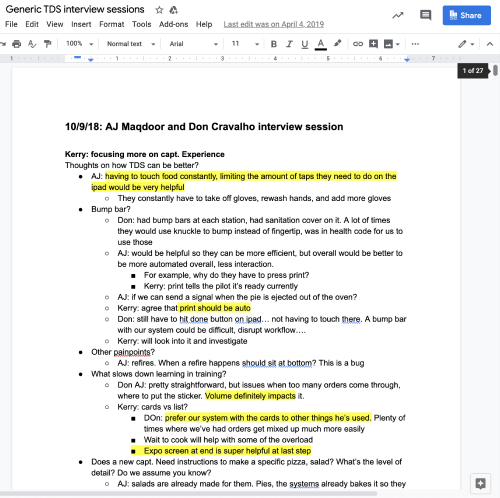 Generic TDS interview sessions
File Edit View Insert Format Tools Add-ons Help Last edit was on April 4, 2019
Share
100% Normal text Arial 11 B I U A
1 1 2 3 4 5 6 7
1 of 27
10/9/18: AJ Maqdoor and Don Cravalho interview session
Kerry: focusing more on capt. Experience
Thoughts on how TDS can be better?
● AJ: having to touch food constantly, limiting the amount of taps they need to do on the
ipad would be very helpful
○ They constantly have to take off gloves, rewash hands, and add more gloves
● Bump bar?
○ Don: had bump bars at each station, had sanitation cover on it. A lot of times
they would use knuckle to bump instead of fingertip, was in health code for us to
use those
○ AJ: would be helpful so they can be more efficient, but overall would be better to
be more automated overall, less interaction.
■ For example, why do they have to press print?
■ Kerry: print tells the pilot it's ready currently
○ AJ: if we can send a signal when the pie is ejected out of the oven?
○ Kerry: agree that print should be auto
○ Don: still have to hit done button on ipad… not having to touch there. A bump bar
with our system could be difficult, disrupt workflow….
○ Kerry: will look into it and investigate
● Other painpoints?
○ AJ: refires. When a refire happens should sit at bottom? This is a bug
● What slows down learning in training?
○ Don AJ: pretty straightforward, but issues when too many orders come through,
where to put the sticker. Volume definitely impacts it.
○ Kerry: cards vs list?
■ DOn: prefer our system with the cards to other things he's used. Plenty of
times where we've had orders get mixed up much more easily
■ Wait to cook will help with some of the overload
■ Expo screen at end is super helpful at last step
● Does a new capt. Need instructions to make a specific pizza, salad? What's the level of
detail? Do we assume you know?
○ AJ: salads are already made for them. Pies, the systems already bakes it so they